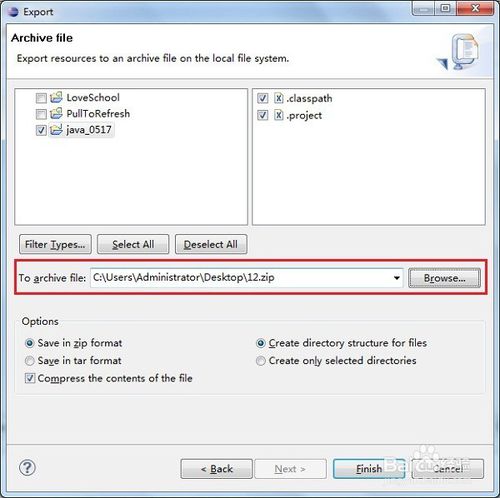 Export
Archive file
Export resources to an archive file on the local file system.
LoveSchool
PullToRefresh
java_0517
.classpath
.project
Filter Types...
Select All
Deselect All
To archive file:
C:\Users\Administrator\Desktop\12.zip
Browse...
Options
Save in zip format
Save in tar format
Compress the contents of the file
Create directory structure for files
Create only selected directories
< Back
Next >
Finish
Cancel